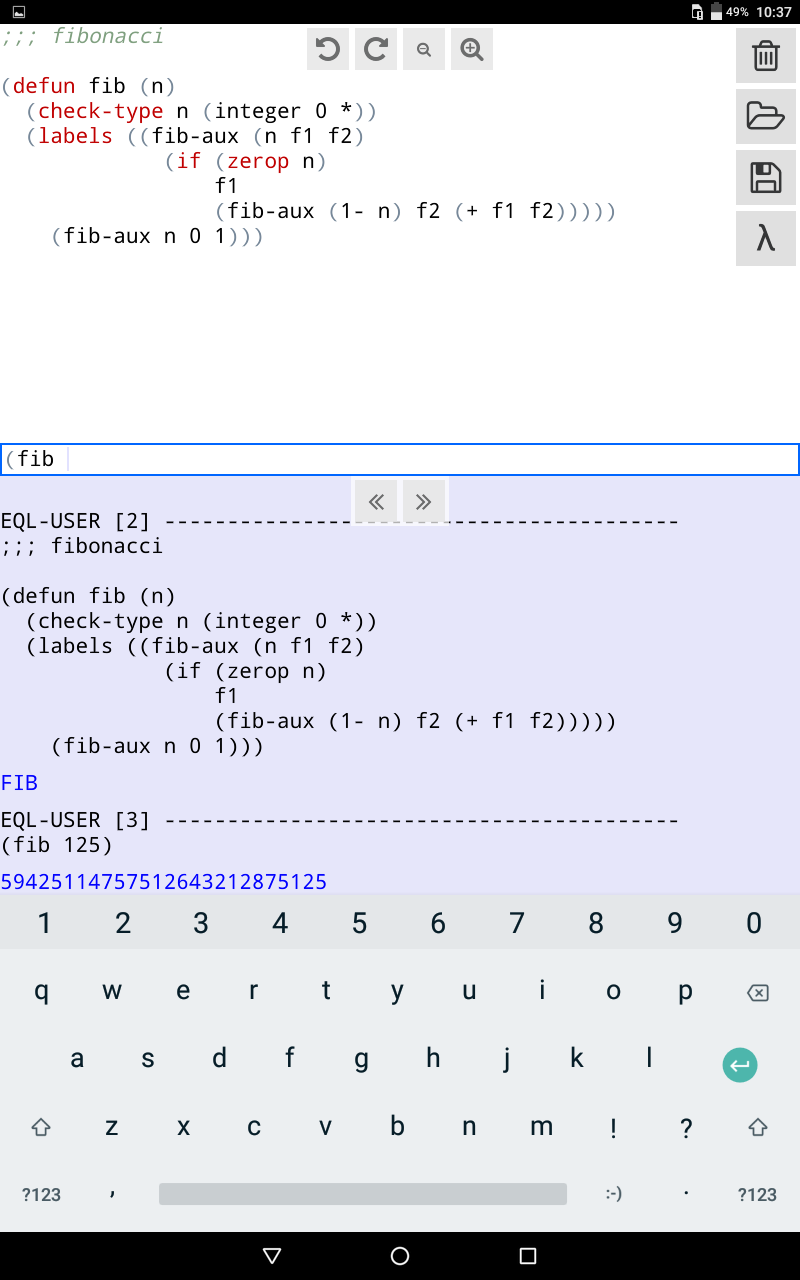 49% 10:37
;;; fibonacci
(defun fib (n)
  (check-type n (integer 0 *))
  (labels ((fib-aux (n f1 f2)
             (if (zerop n)
                 f1
                 (fib-aux (1- n) f2 (+ f1 f2)))))
    (fib-aux n 0 1)))
λ
(fib
EQL-USER [2] -----------------------------------------
;;; fibonacci
(defun fib (n)
  (check-type n (integer 0 *))
  (labels ((fib-aux (n f1 f2)
             (if (zerop n)
                 f1
                 (fib-aux (1- n) f2 (+ f1 f2)))))
    (fib-aux n 0 1)))
FIB
EQL-USER [3] -----------------------------------------
(fib 125)
59425114757512643212875125
1 2 3 4 5 6 7 8 9 0
q w e r t y u i o p
a s d f g h j k l
z x c v b n m ! ?
?123 , :-) . ?123